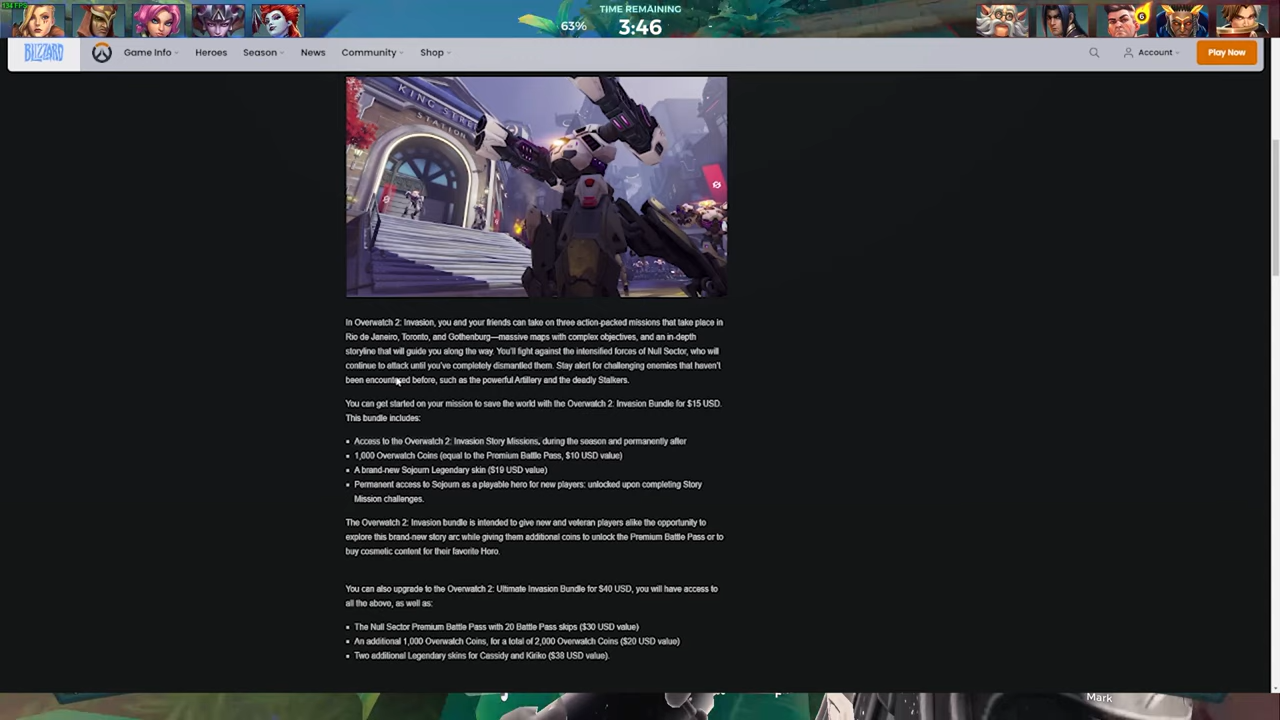 134 FPS
63%
TIME REMAINING
3:46
6
BLIZZARD
Game Info
Heroes
Season
News
Community
Shop
Account
Play Now
KING STREET
STATION
In Overwatch 2: Invasion, you and your friends can take on three action-packed missions that take place in
Rio de Janeiro, Toronto, and Gothenburg—massive maps with complex objectives, and an in-depth
storyline that will guide you along the way. You'll fight against the intensified forces of Null Sector, who will
continue to attack until you've completely dismantled them. Stay alert for challenging enemies that haven't
been encountered before, such as the powerful Artillery and the deadly Stalkers.
You can get started on your mission to save the world with the Overwatch 2: Invasion Bundle for $15 USD.
This bundle includes:
▪ Access to the Overwatch 2: Invasion Story Missions, during the season and permanently after
▪ 1,000 Overwatch Coins (equal to the Premium Battle Pass, $10 USD value)
▪ A brand-new Sojourn Legendary skin ($19 USD value)
▪ Permanent access to Sojourn as a playable hero for new players: unlocked upon completing Story
Mission challenges.
The Overwatch 2: Invasion bundle is intended to give new and veteran players alike the opportunity to
explore this brand-new story arc while giving them additional coins to unlock the Premium Battle Pass or to
buy cosmetic content for their favorite Hero.
You can also upgrade to the Overwatch 2: Ultimate Invasion Bundle for $40 USD, you will have access to
all the above, as well as:
▪ The Null Sector Premium Battle Pass with 20 Battle Pass skips ($30 USD value)
▪ An additional 1,000 Overwatch Coins, for a total of 2,000 Overwatch Coins ($20 USD value)
▪ Two additional Legendary skins for Cassidy and Kiriko ($38 USD value).
Mark